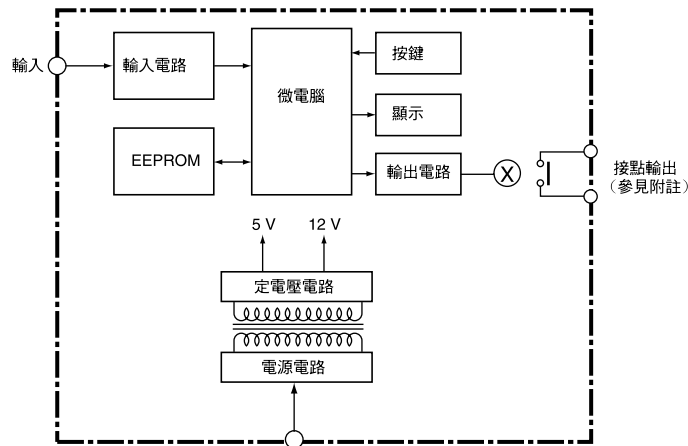 輸入
輸入電路
EEPROM
微電腦
按鍵
顯示
輸出電路
X
接點輸出
（參見附註）
5 V
12 V
定電壓電路
電源電路